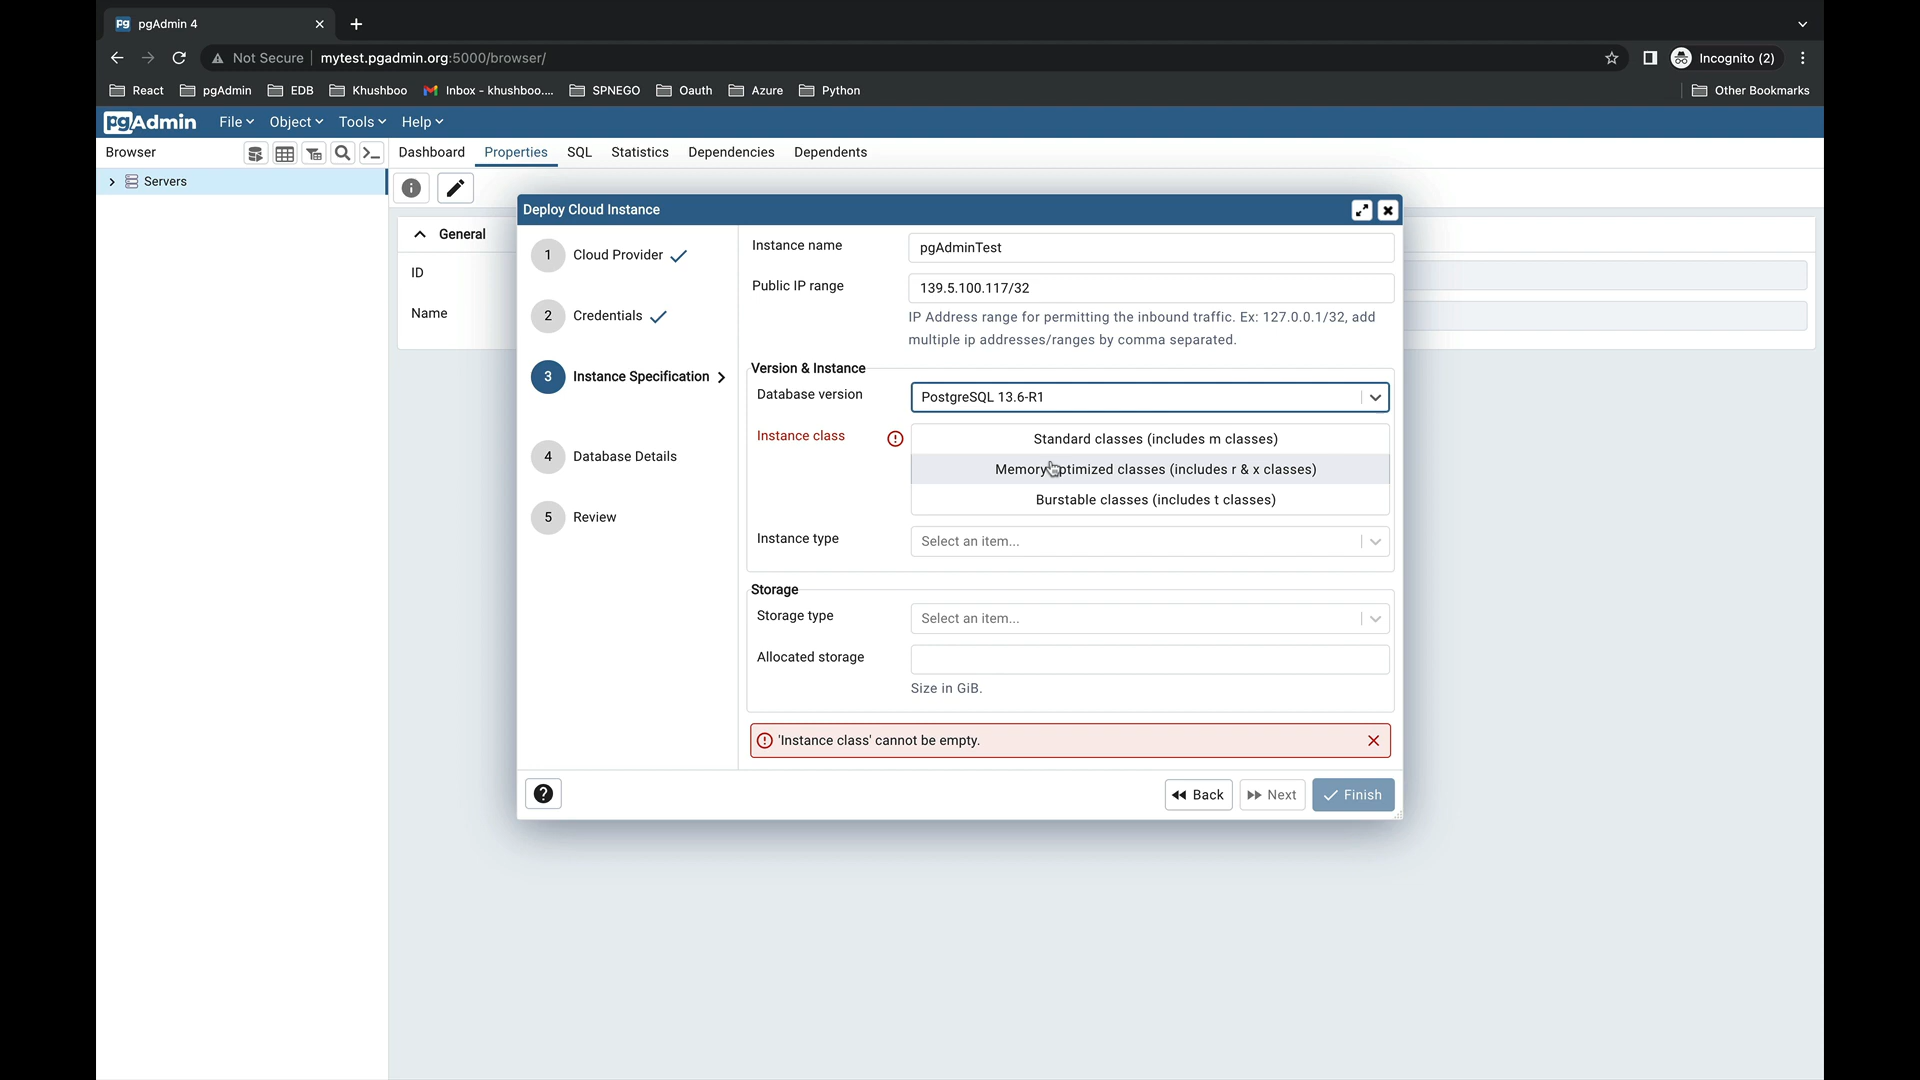 pgAdmin 4
Not Secure mytest.pgadmin.org:5000/browser/ Incognito (2)
React pgAdmin EDB Khushboo Inbox - khushboo.... SPNEGO Oauth Azure Python Other Bookmarks
pgAdmin File Object Tools Help
Browser Dashboard Properties SQL Statistics Dependencies Dependents
Servers
General
ID
Name
Deploy Cloud Instance
1 Cloud Provider
2 Credentials
3 Instance Specification
4 Database Details
5 Review
Instance name pgAdminTest
Public IP range 139.5.100.117/32
IP Address range for permitting the inbound traffic. Ex: 127.0.0.1/32, add
multiple ip addresses/ranges by comma separated.
Version & Instance
Database version PostgreSQL 13.6-R1
Instance class Standard classes (includes m classes)
Memory optimized classes (includes r & x classes)
Burstable classes (includes t classes)
Instance type Select an item...
Storage
Storage type Select an item...
Allocated storage
Size in GiB.
'Instance class' cannot be empty.
Back Next Finish